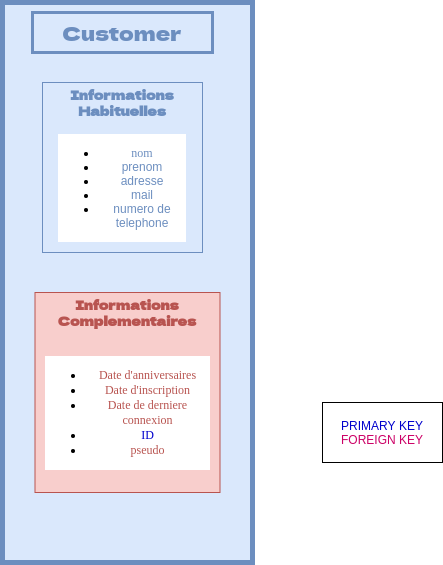 Customer
Informations
Habituelles
nom
prenom
adresse
mail
numero de
telephone
Informations
Complementaires
Date d'anniversaires
Date d'inscription
Date de derniere
connexion
ID
pseudo
PRIMARY KEY
FOREIGN KEY